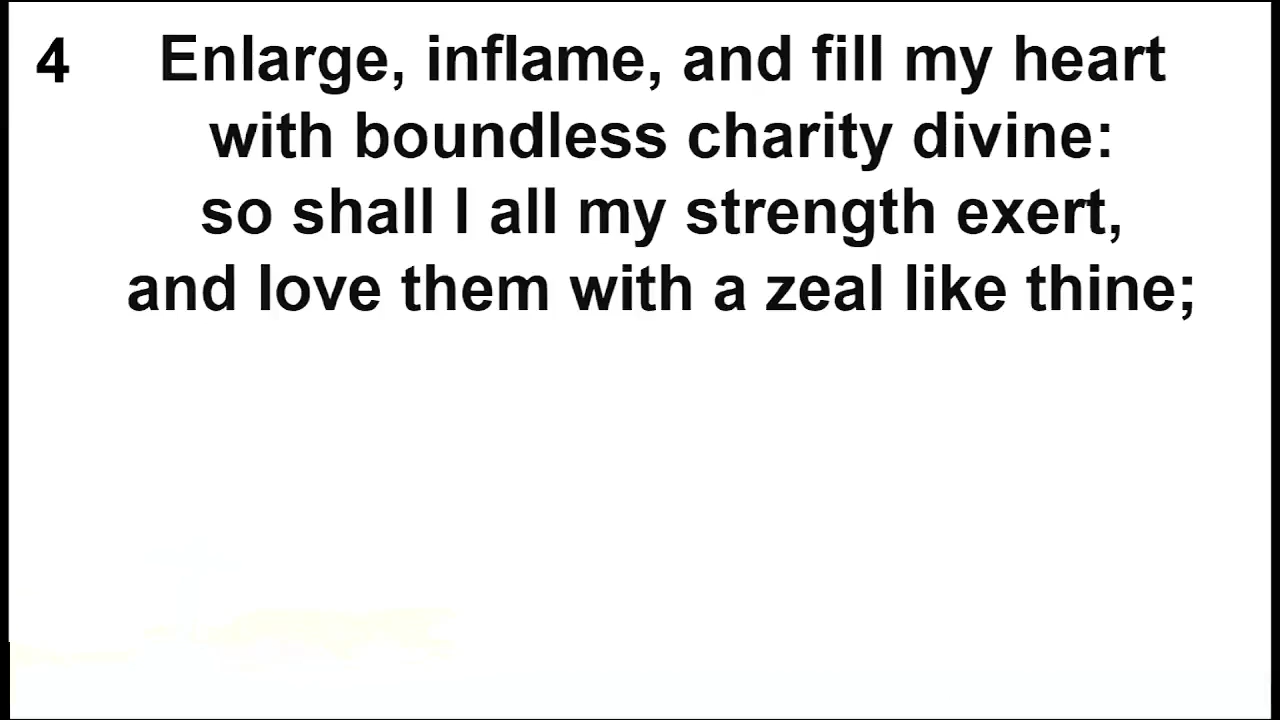 4 Enlarge, inflame, and fill my heart
with boundless charity divine:
so shall I all my strength exert,
and love them with a zeal like thine;